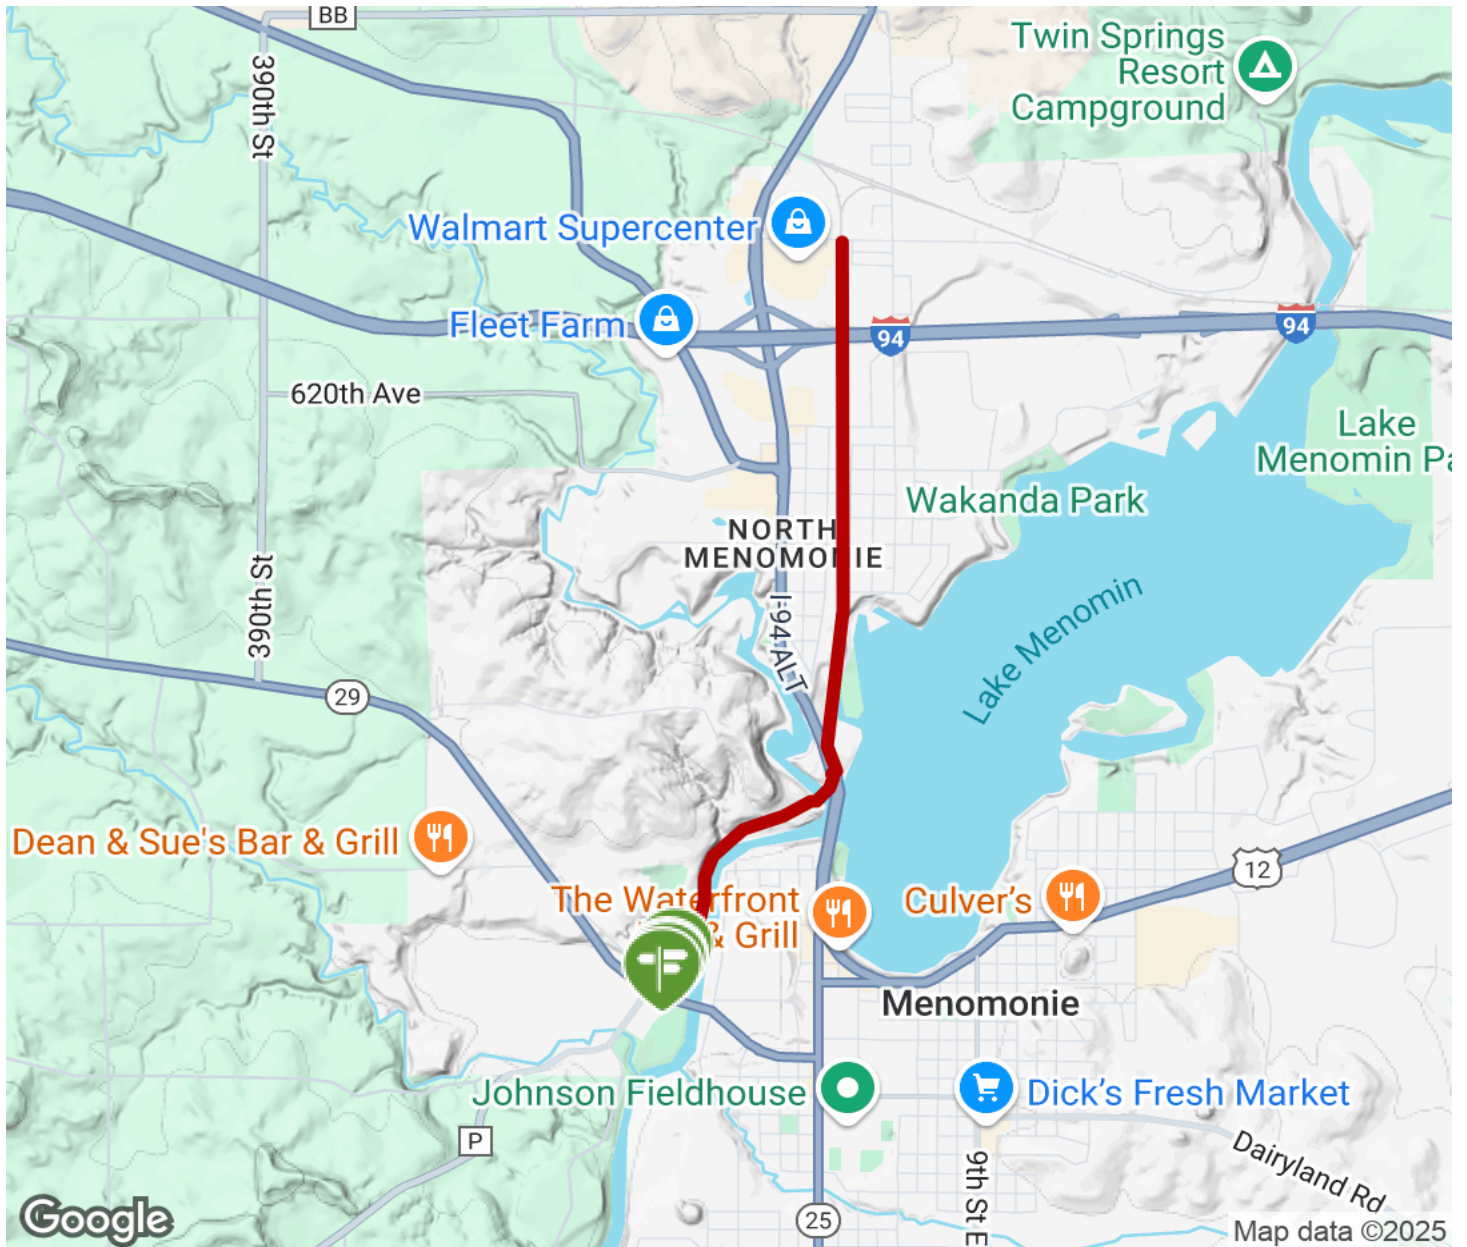 BB
Twin Springs
Resort
Campground
390th St
Walmart Supercenter
Fleet Farm
94
94
620th Ave
Lake
Menomin Pa
Wakanda Park
NORTH
MENOMONIE
390th St
I-94 ALT
Lake Menomin
29
Dean & Sue's Bar & Grill
12
The Waterfront
& Grill
Culver's
Menomonie
Johnson Fieldhouse
Dick's Fresh Market
P
9th St E
Dairyland Rd
25
Google
Map data ©2025